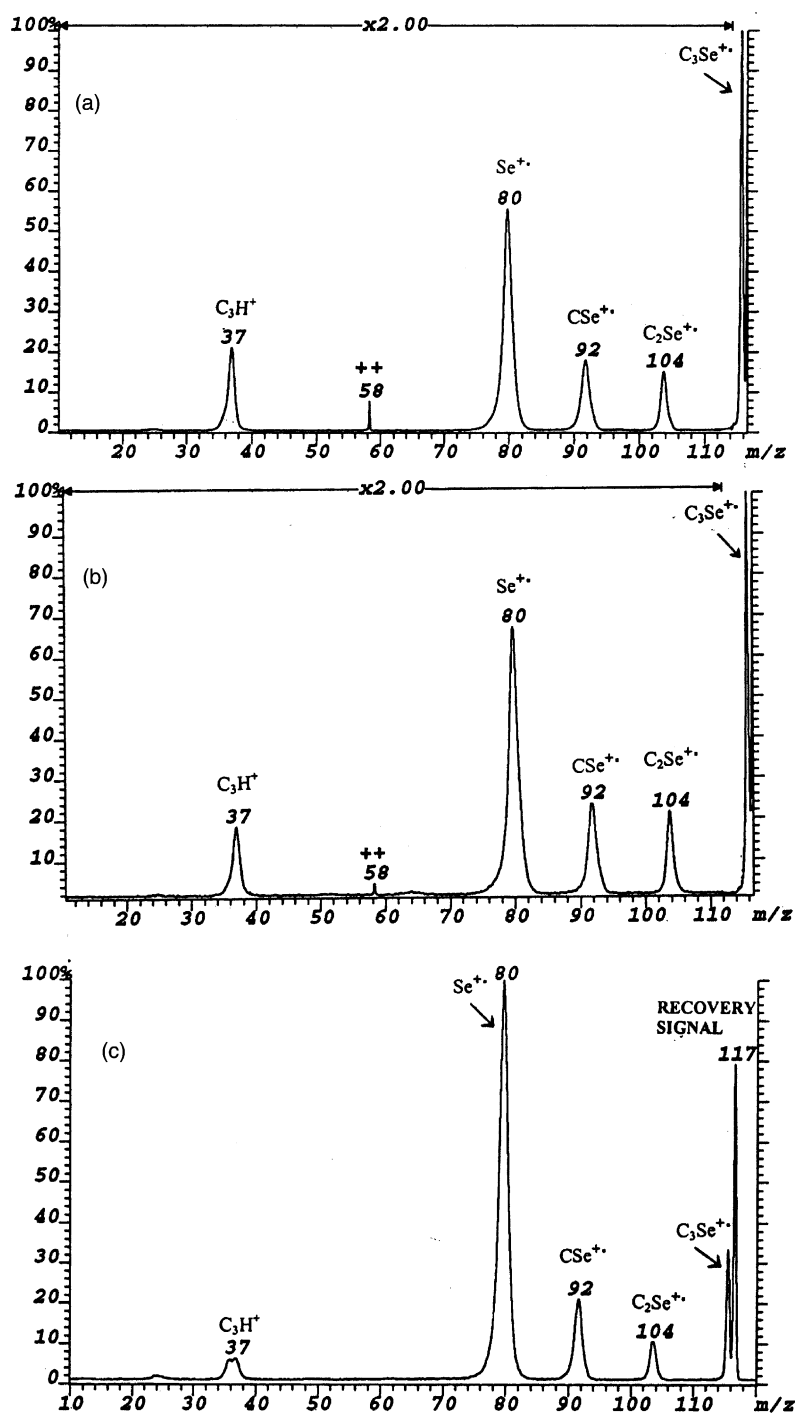 100%
x2.00
C₃Se⁺·
90
(a)
80
70
Se⁺·
60
80
50
40
C₃H⁺
CSe⁺·
C₂Se⁺·
30
37
92
104
++
20
58
10
0
20 30 40 50 60 70 80 90 100 110 m/z
100%
x2.00
C₃Se⁺·
90
(b)
80
Se⁺·
70
80
60
50
40
C₃H⁺
CSe⁺·
C₂Se⁺·
30
37
92
104
20
++
10
58
20 30 40 50 60 70 80 90 100 110 m/z
100%
Se⁺· 80
90
RECOVERY
SIGNAL
(c)
117
80
70
60
50
40
C₃Se⁺·
30
CSe⁺·
92
20
C₃H⁺
C₂Se⁺·
10
37
104
0
10 20 30 40 50 60 70 80 90 100 110 m/z